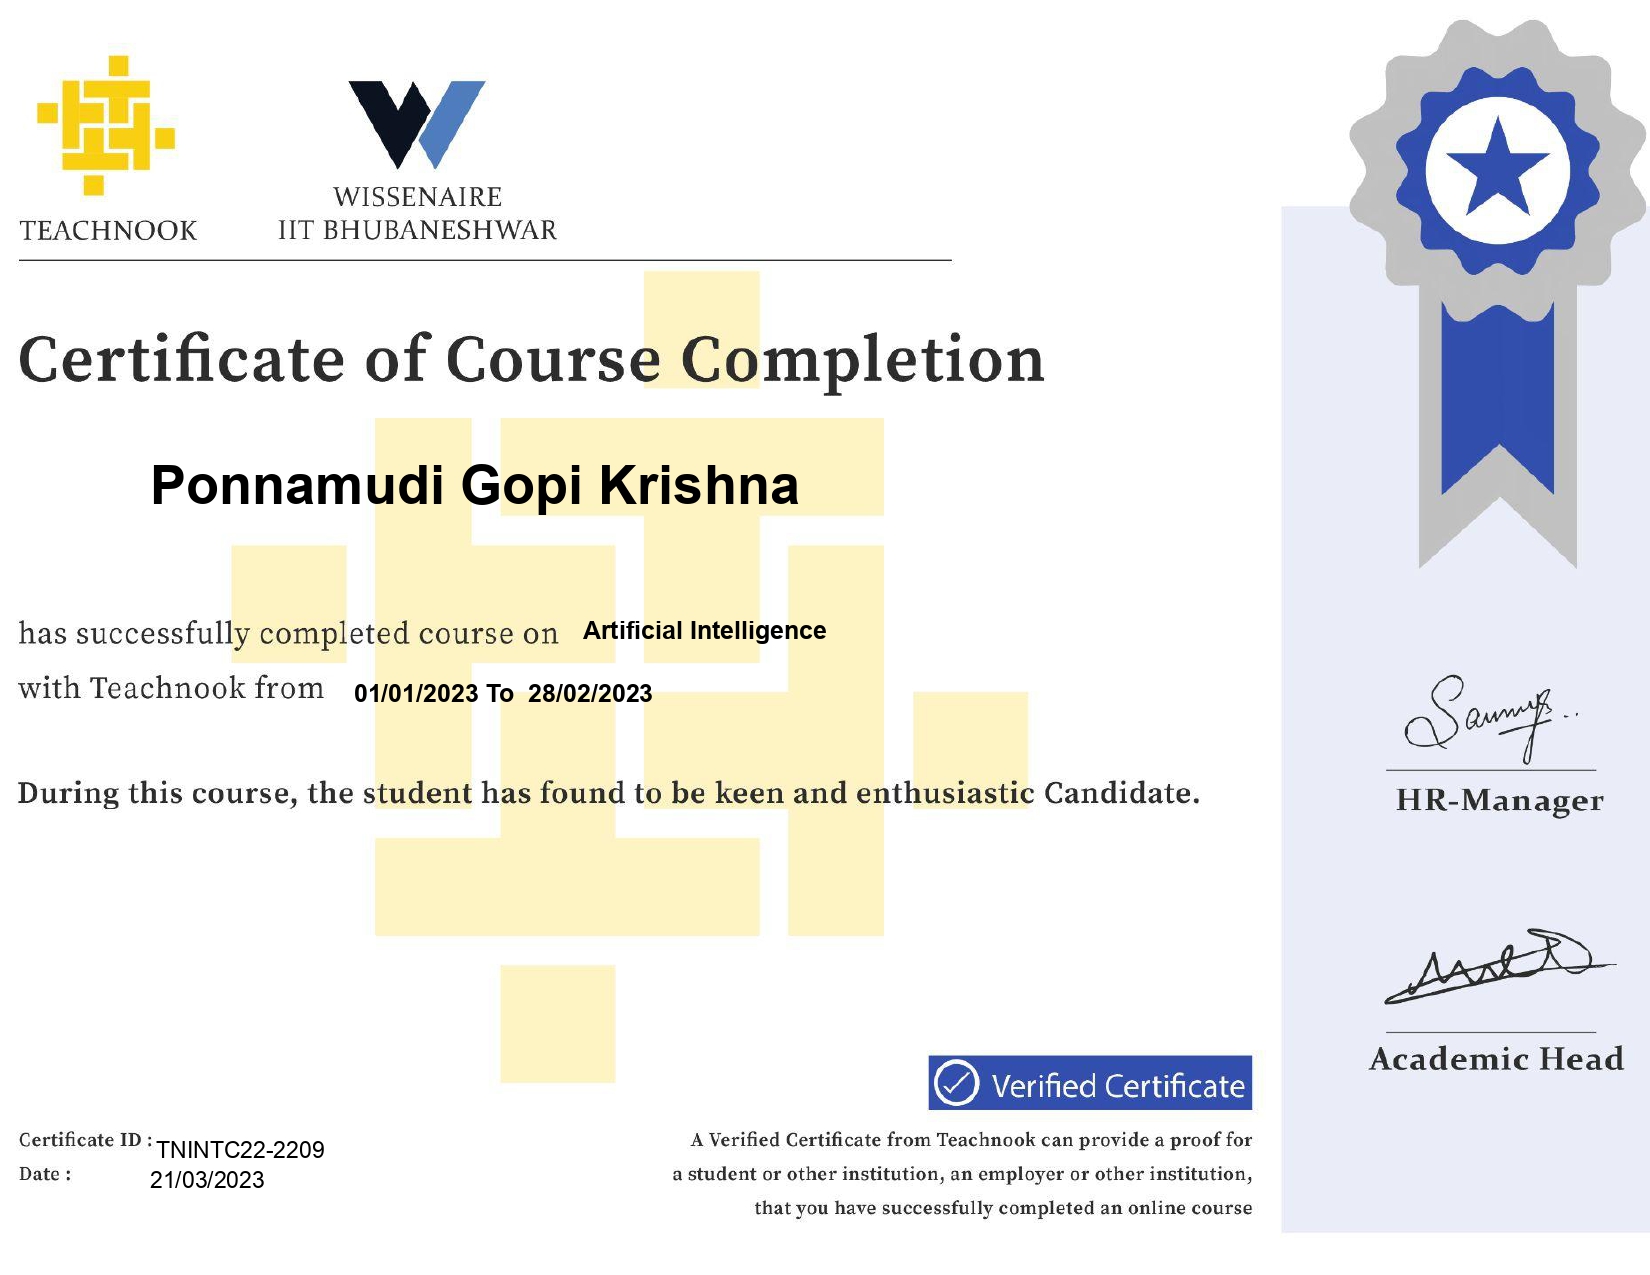 TEACHNOOK
WISSENAIRE
IIT BHUBANESHWAR
Certificate of Course Completion
Ponnamudi Gopi Krishna
has successfully completed course on Artificial Intelligence
with Teachnook from 01/01/2023 To 28/02/2023
During this course, the student has found to be keen and enthusiastic Candidate.
HR-Manager
Academic Head
Verified Certificate
Certificate ID : TNINTC22-2209
Date : 21/03/2023
A Verified Certificate from Teachnook can provide a proof for
a student or other institution, an employer or other institution,
that you have successfully completed an online course